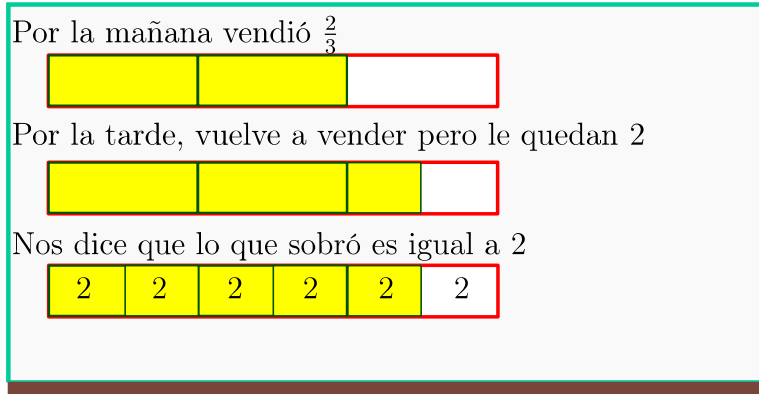 Por la mañana vendió 2/3
Por la tarde, vuelve a vender pero le quedan 2
Nos dice que lo que sobró es igual a 2
2 2 2 2 2 2